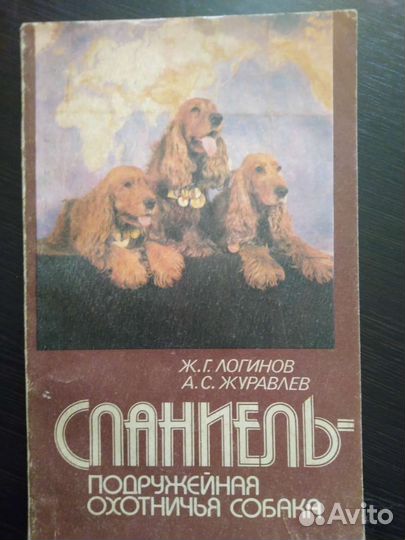 Ж.Г. ЛОГИНОВ
А.С. ЖУРАВЛЕВ
СПАНИЕЛЬ-
ПОДРУЖЕЙНАЯ
ОХОТНИЧЬЯ СОБАКА
Avito